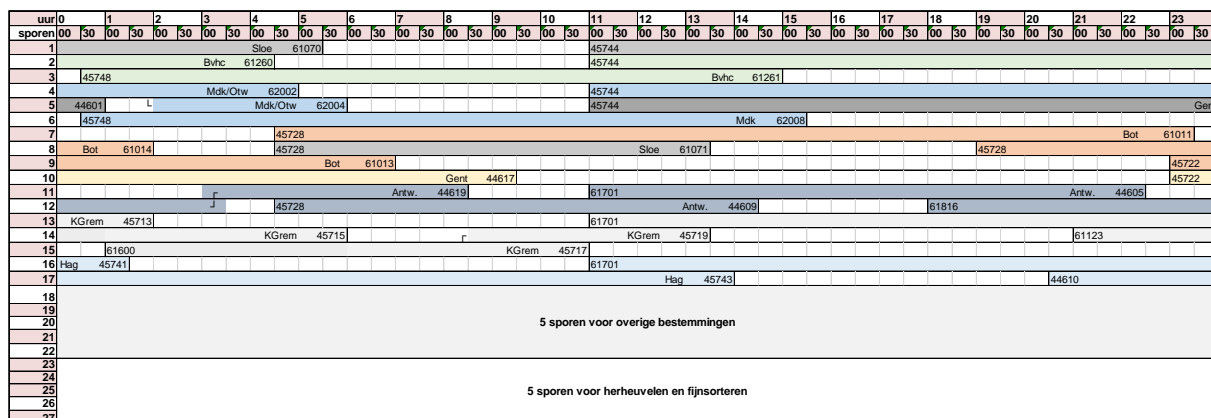 uur 0 1 2 3 4 5 6 7 8 9 10 11 12 13 14 15 16 17 18 19 20 21 22 23
sporen 00 30 00 30 00 30 00 30 00 30 00 30 00 30 00 30 00 30 00 30 00 30 00 30 00 30 00 30 00 30 00 30 00 30 00 30 00 30 00 30 00 30 00 30 00 30 00 30
1 Sloe 61070 45744
2 Bvhc 61260 45744
3 45748 Bvhc 61261
4 Mdk/Otw 62002 45744
5 44601 Mdk/Otw 62004 45744 Gen
6 45748 Mdk 62008
7 45728 Bot 61011
8 Bot 61014 45728 Sloe 61071 45728
9 Bot 61013 45722
10 Gent 44617 45722
11 Antw. 44619 61701 Antw. 44605
12 45728 Antw. 44609 61816
13 KGrem 45713 61701
14 KGrem 45715 KGrem 45719 61123
15 61600 KGrem 45717
16 Hag 45741 61701
17 Hag 45743 44610
18
19
20 5 sporen voor overige bestemmingen
21
22
23
24
25 5 sporen voor herheuvelen en fijnsorteren
26
27